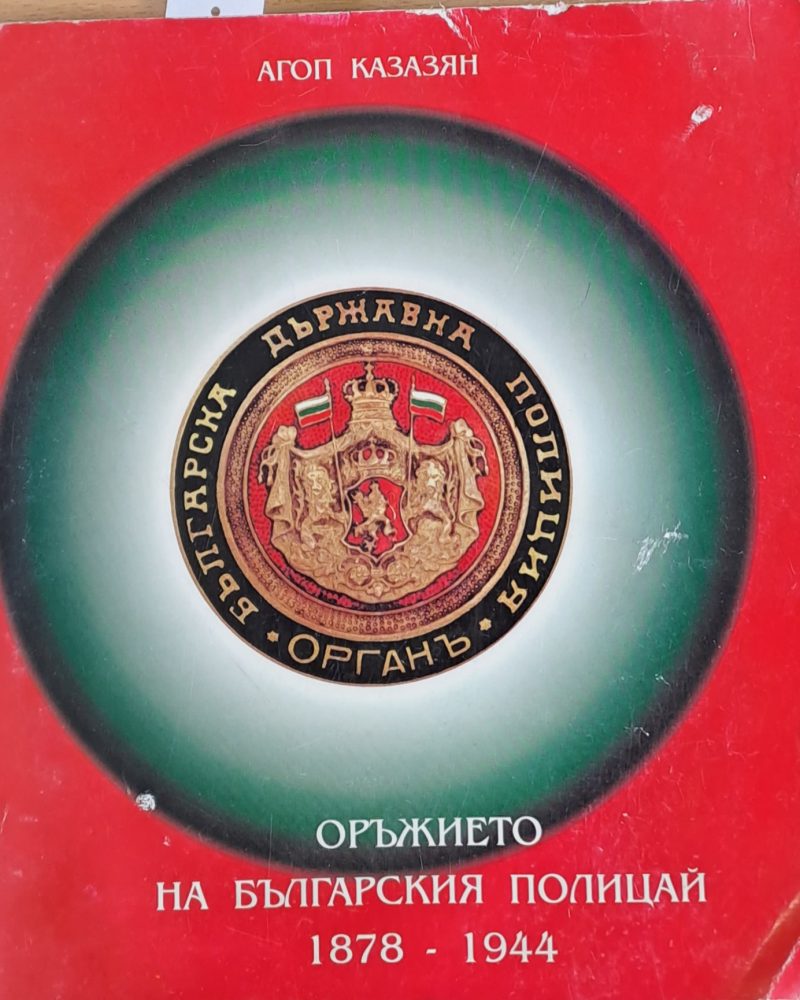 АГОП КАЗАЗЯН
БЪЛГАРСКА ДЪРЖАВНА ПОЛИЦИЯ
• ОРГАНЪ •
ОРЪЖИЕТО
НА БЪЛГАРСКИЯ ПОЛИЦАЙ
1878 - 1944